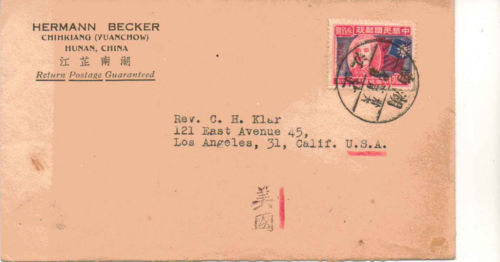 HERMANN BECKER
CHIHKIANG (YUANCHOW)
HUNAN, CHINA
江 芷 南 湖
Return Postage Guaranteed
票郵國民華中
Rev. C. H. Klar
121 East Avenue 45,
Los Angeles, 31, Calif. U.S.A.
美
國